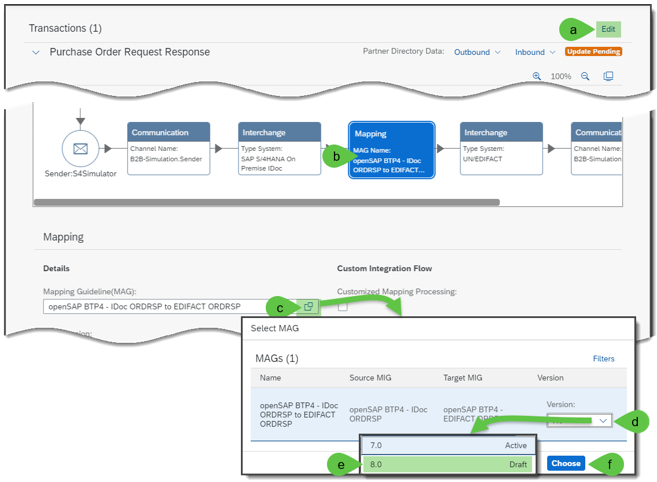 Transactions (1)
a
Edit
Purchase Order Request Response
Partner Directory Data:
Outbound
Inbound
Update Pending
100%
Communication
Channel Name:
B2B-Simulation.Sender
Interchange
Type System:
SAP S/4HANA On
Premise IDoc
Mapping
MAG Name:
openSAP BTP4 - IDoc
ORDRSP to EDIFACT...
b
Interchange
Type System:
UN/EDIFACT
Communicat
Channel Name:
B2B-Simulation.
Sender:S4Simulator
Mapping
Details
Custom Integration Flow
Mapping Guideline(MAG):
Customized Mapping Processing:
openSAP BTP4 - IDoc ORDRSP to EDIFACT ORDRSP
c
Select MAG
MAGs (1)
Filters
Name
Source MIG
Target MIG
Version
openSAP BTP4 - IDoc
ORDRSP to EDIFACT
ORDRSP
openSAP BTP4 - IDoc
ORDRSP
openSAP BTP4 -
EDIFACT
Version:
d
7.0 Active
e
8.0 Draft
Choose
f